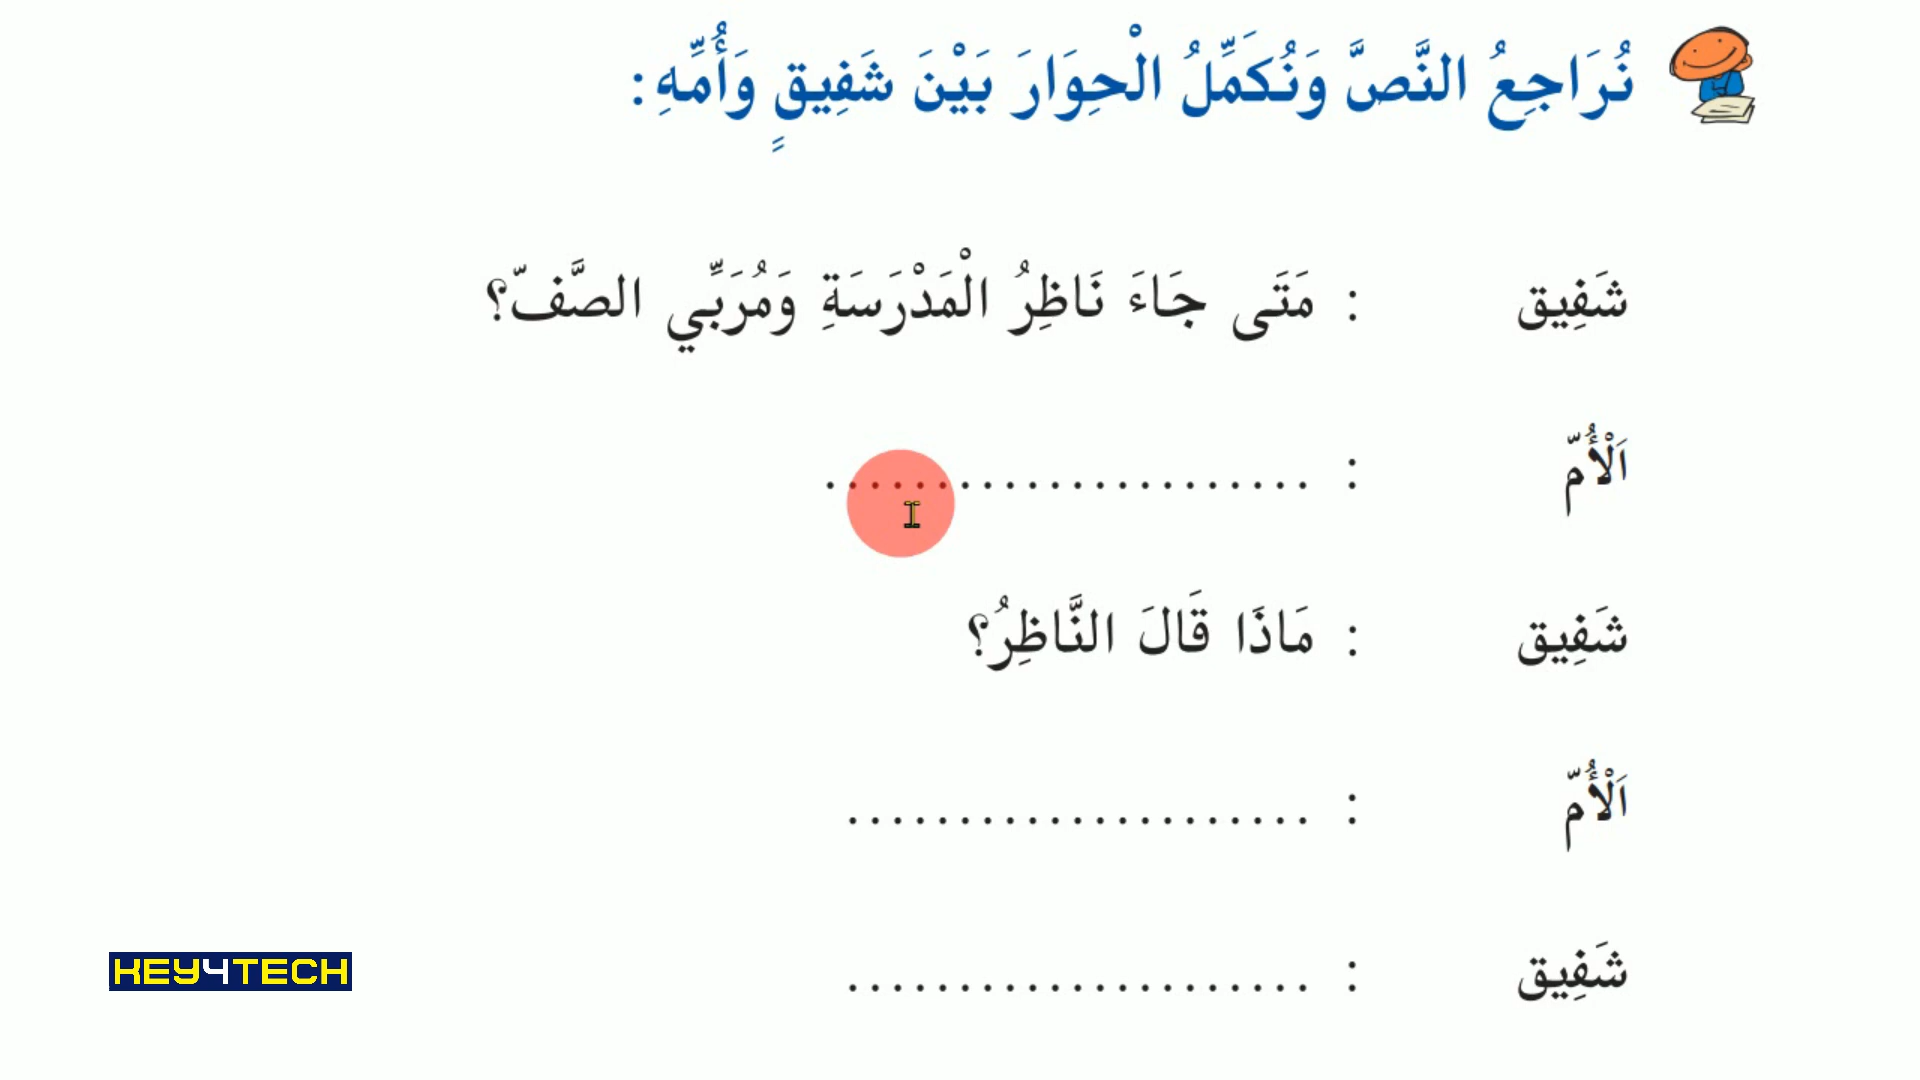 نُرَاجِعُ النَّصَّ وَنُكَمِّلُ الْحِوَارَ بَيْنَ شَفِيقٍ وَأُمِّهِ:
شَفِيق : مَتَى جَاءَ نَاظِرُ الْمَدْرَسَةِ وَمُرَبِّي الصَّفّ؟
اَلْأُمّ : .....................
شَفِيق : مَاذَا قَالَ النَّاظِرُ؟
اَلْأُمّ : .....................
شَفِيق : .....................
KEY4TECH